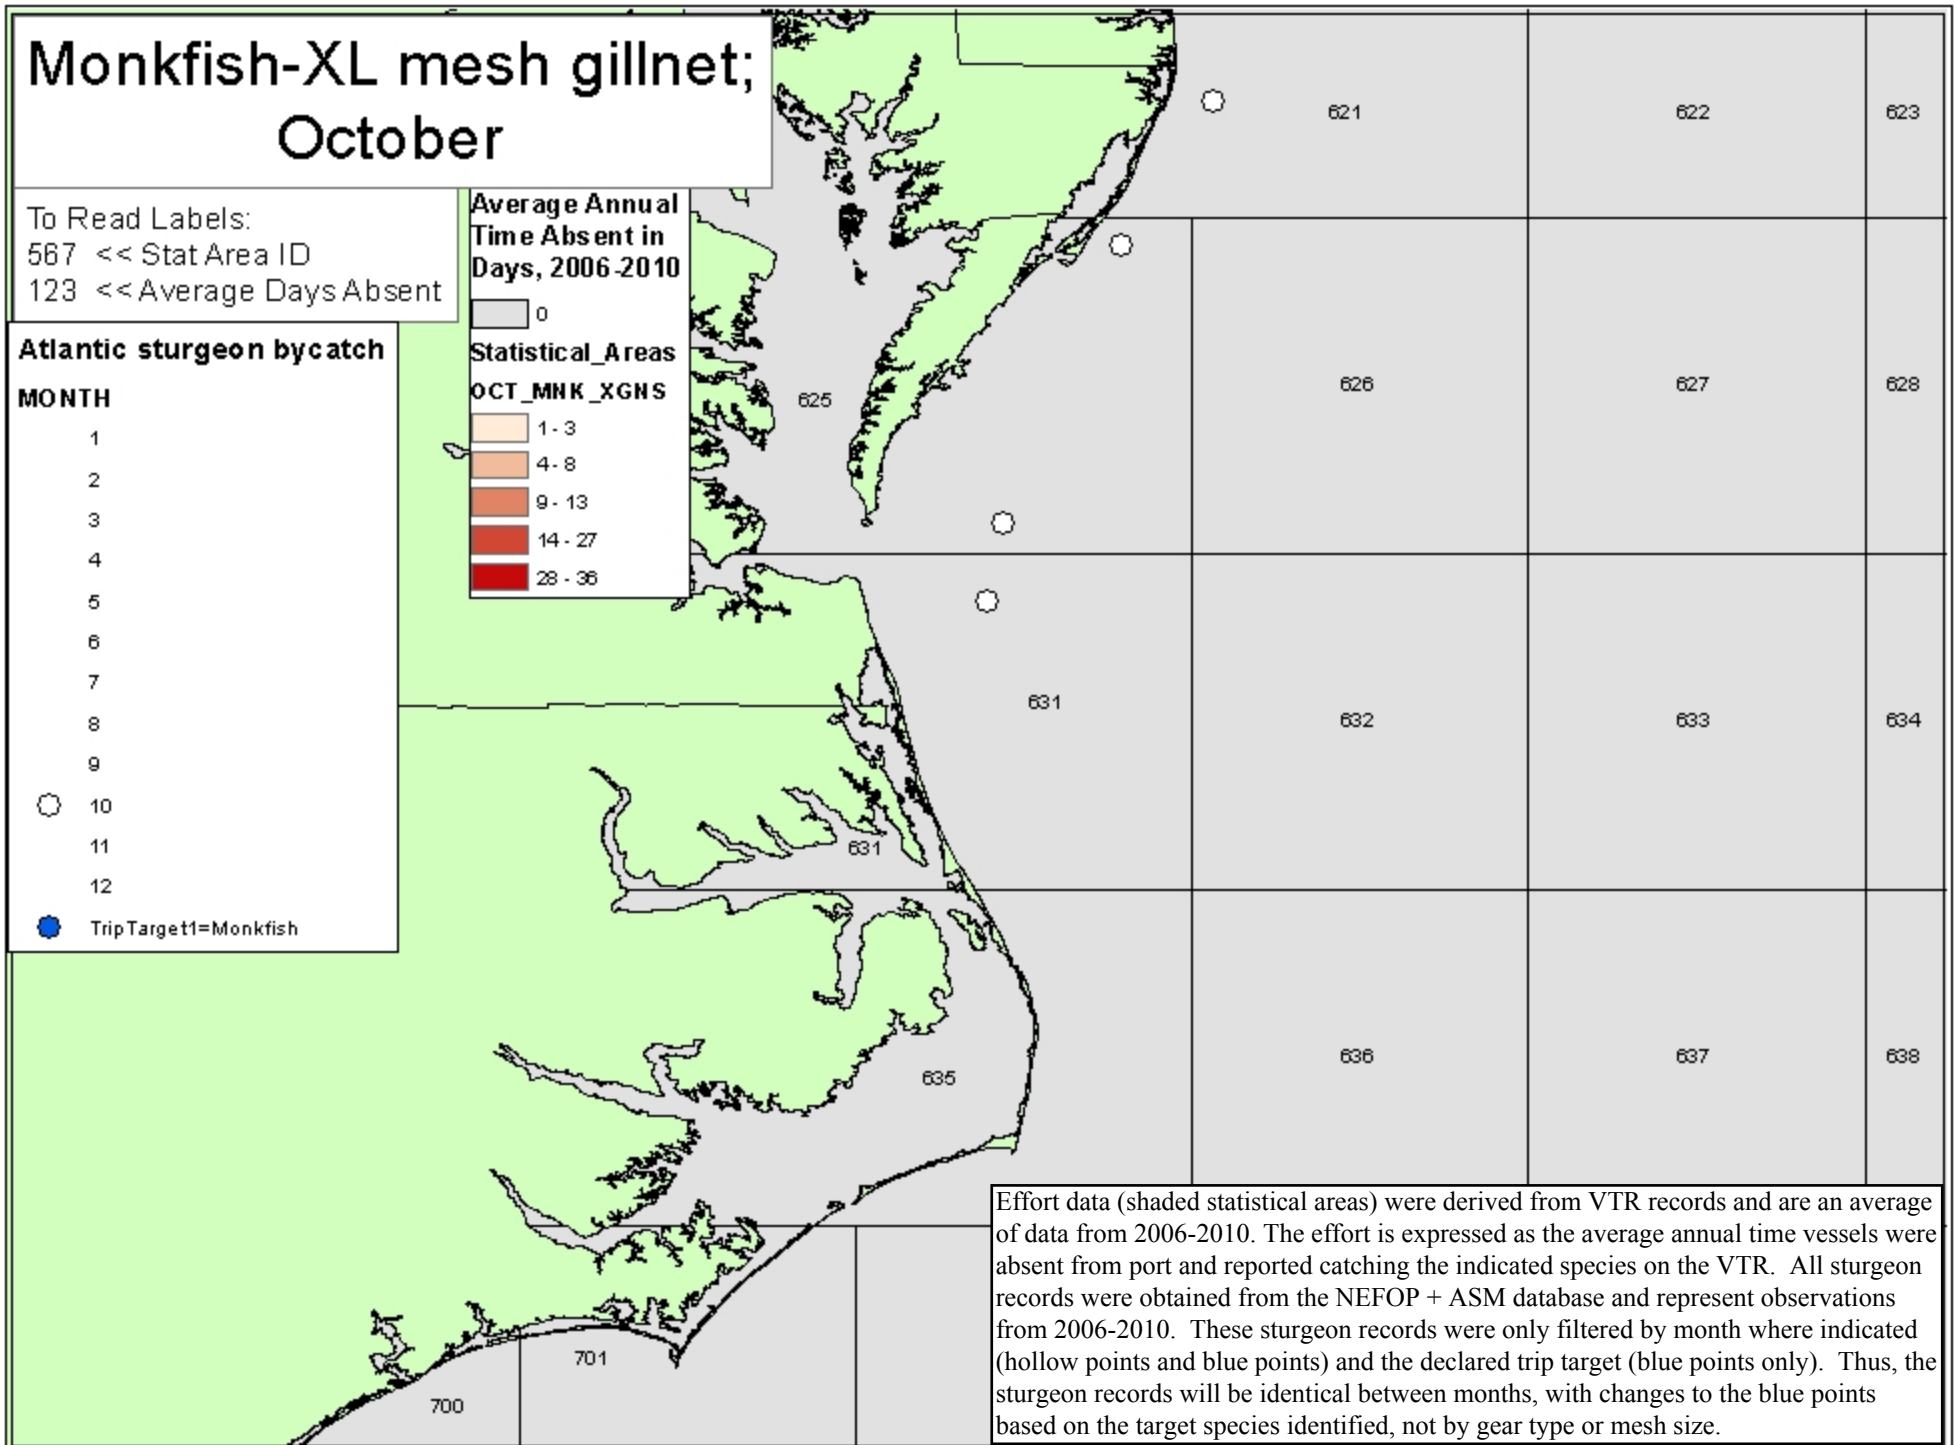 Monkfish-XL mesh gillnet;
October
To Read Labels:
567 << Stat Area ID
123 << Average Days Absent
Atlantic sturgeon bycatch
MONTH
1
2
3
4
5
6
7
8
9
10
11
12
TripTarget1=Monkfish
Average Annual
Time Absent in
Days, 2006-2010
0
Statistical_Areas
OCT_MNK_XGNS
1 - 3
4 - 8
9 - 13
14 - 27
28 - 36
621
622
623
625
626
627
628
631
632
633
634
631
635
636
637
638
701
700
Effort data (shaded statistical areas) were derived from VTR records and are an average
of data from 2006-2010. The effort is expressed as the average annual time vessels were
absent from port and reported catching the indicated species on the VTR.  All sturgeon
records were obtained from the NEFOP + ASM database and represent observations
from 2006-2010.  These sturgeon records were only filtered by month where indicated
(hollow points and blue points) and the declared trip target (blue points only).  Thus, the
sturgeon records will be identical between months, with changes to the blue points
based on the target species identified, not by gear type or mesh size.